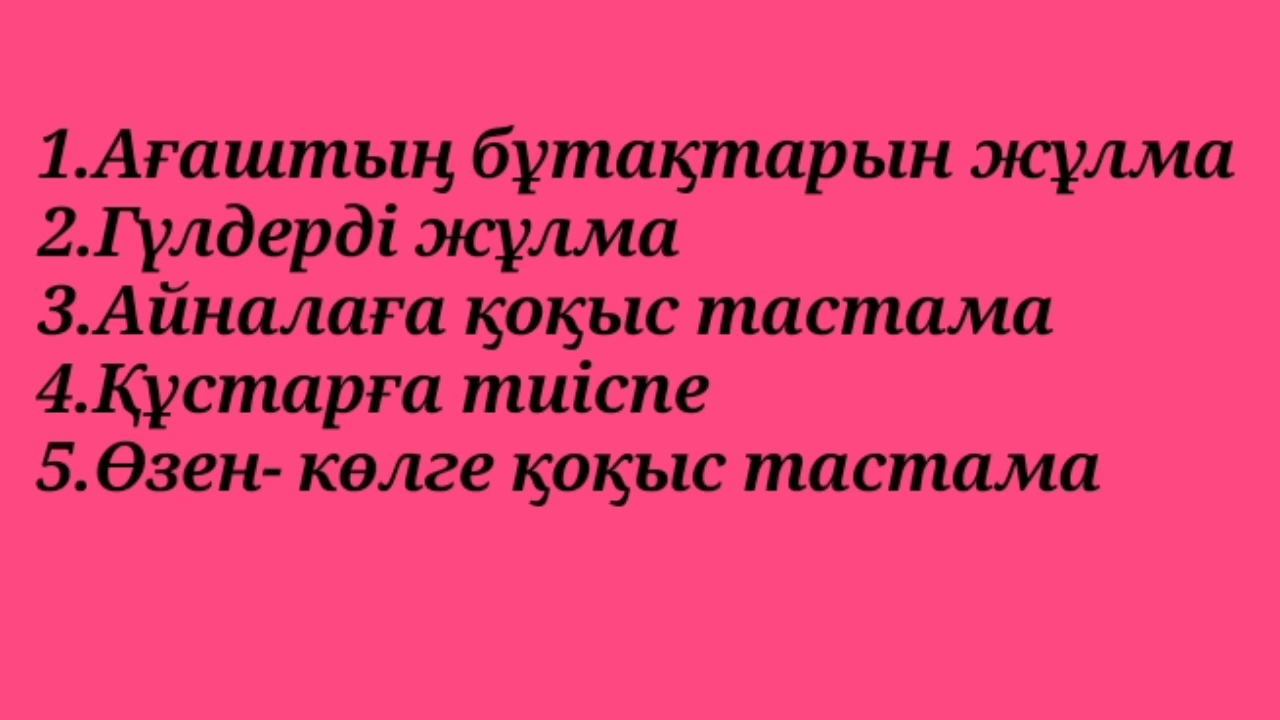 1.Ағаштың бұтақтарын жұлма
2.Гүлдерді жұлма
3.Айналаға қоқыс тастама
4.Құстарға тиіспе
5.Өзен- көлге қоқыс тастама